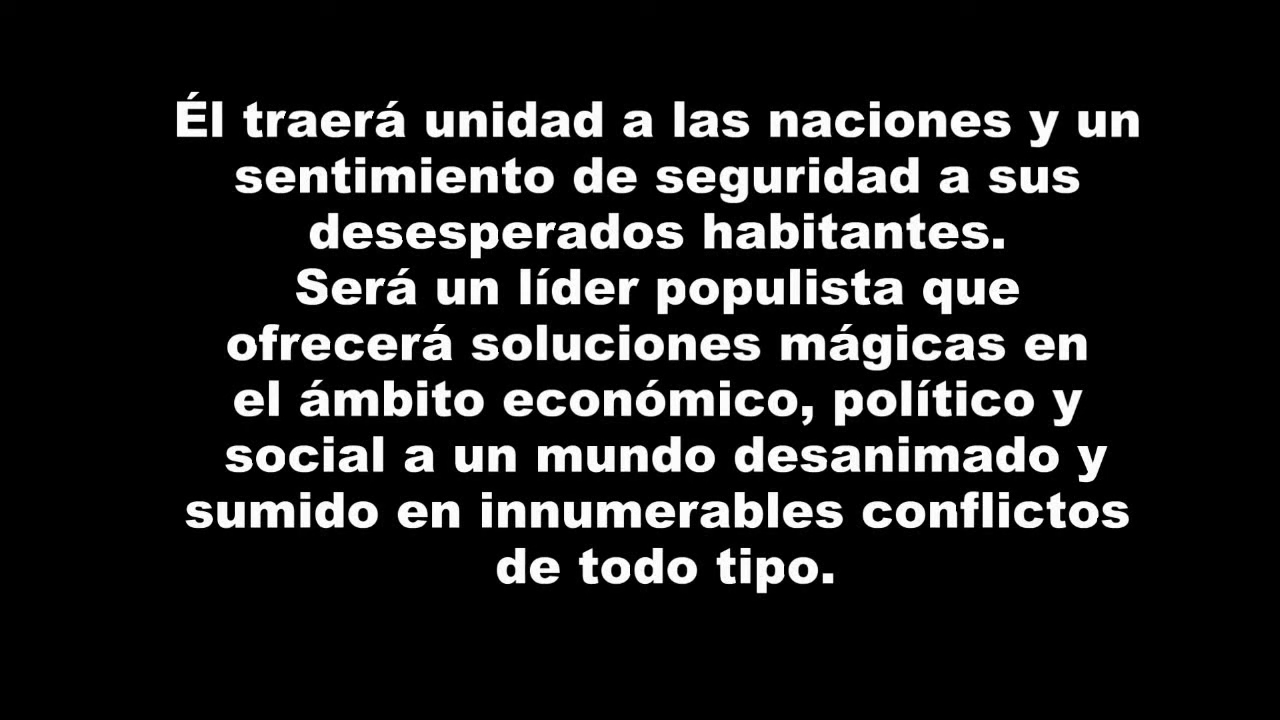 Él traerá unidad a las naciones y un
sentimiento de seguridad a sus
desesperados habitantes.
Será un líder populista que
ofrecerá soluciones mágicas en
el ámbito económico, político y
social a un mundo desanimado y
sumido en innumerables conflictos
de todo tipo.